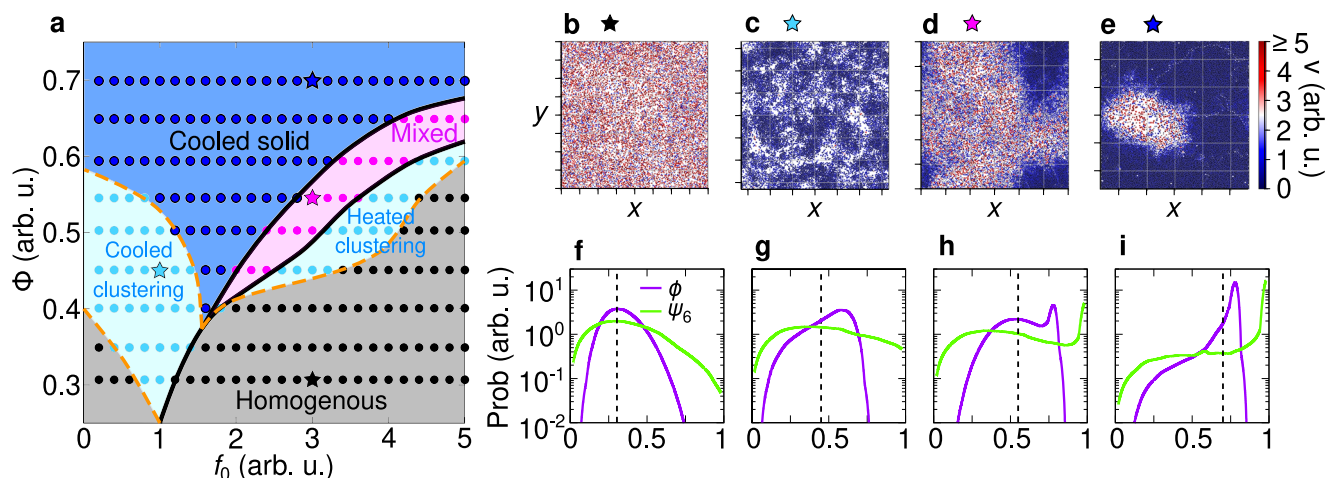 a
0.7
0.6
0.5
0.4
0.3
Φ (arb. u.)
0 1 2 3 4 5
f0 (arb. u.)
Cooled solid
Mixed
Cooled
clustering
Heated
clustering
Homogenous
b
c
d
e
y
x
x
x
x
≥ 5
4
3
2
1
0
v (arb. u.)
f
g
h
i
Prob (arb. u.)
10^1
10^0
10^-1
10^-2
ϕ
ψ6
0 0.5 1
0 0.5 1
0 0.5 1
0 0.5 1